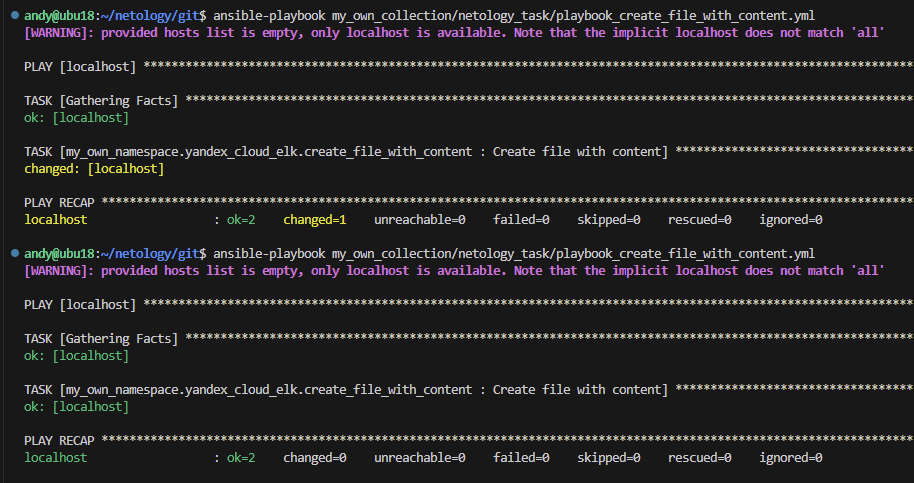 andy@ubu18:~/netology/git$ ansible-playbook my_own_collection/netology_task/playbook_create_file_with_content.yml
[WARNING]: provided hosts list is empty, only localhost is available. Note that the implicit localhost does not match 'all'
PLAY [localhost] **************************************************************************************************************
TASK [Gathering Facts] ********************************************************************************************************
ok: [localhost]
TASK [my_own_namespace.yandex_cloud_elk.create_file_with_content : Create file with content] **********************************
changed: [localhost]
PLAY RECAP ********************************************************************************************************************
localhost                  : ok=2    changed=1    unreachable=0    failed=0    skipped=0    rescued=0    ignored=0
andy@ubu18:~/netology/git$ ansible-playbook my_own_collection/netology_task/playbook_create_file_with_content.yml
[WARNING]: provided hosts list is empty, only localhost is available. Note that the implicit localhost does not match 'all'
PLAY [localhost] **************************************************************************************************************
TASK [Gathering Facts] ********************************************************************************************************
ok: [localhost]
TASK [my_own_namespace.yandex_cloud_elk.create_file_with_content : Create file with content] **********************************
ok: [localhost]
PLAY RECAP ********************************************************************************************************************
localhost                  : ok=2    changed=0    unreachable=0    failed=0    skipped=0    rescued=0    ignored=0